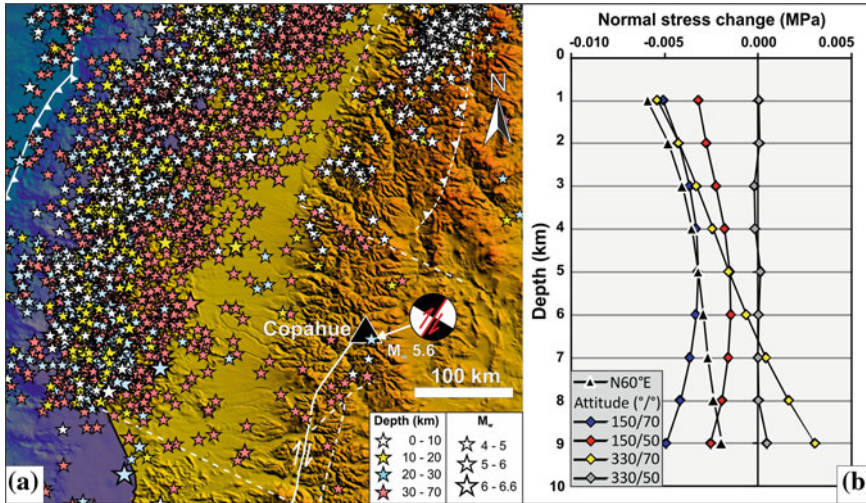 N
Copahue
Mw 5.6
100 km
Depth (km)
0 - 10
10 - 20
20 - 30
30 - 70
Mw
4 - 5
5 - 6
6 - 6.6
(a)
Normal stress change (MPa)
-0.010 -0.005 0.000 0.005
0
1
2
3
4
5
6
7
8
9
10
Depth (km)
N60°E
Attitude (°/°)
150/70
150/50
330/70
330/50
(b)